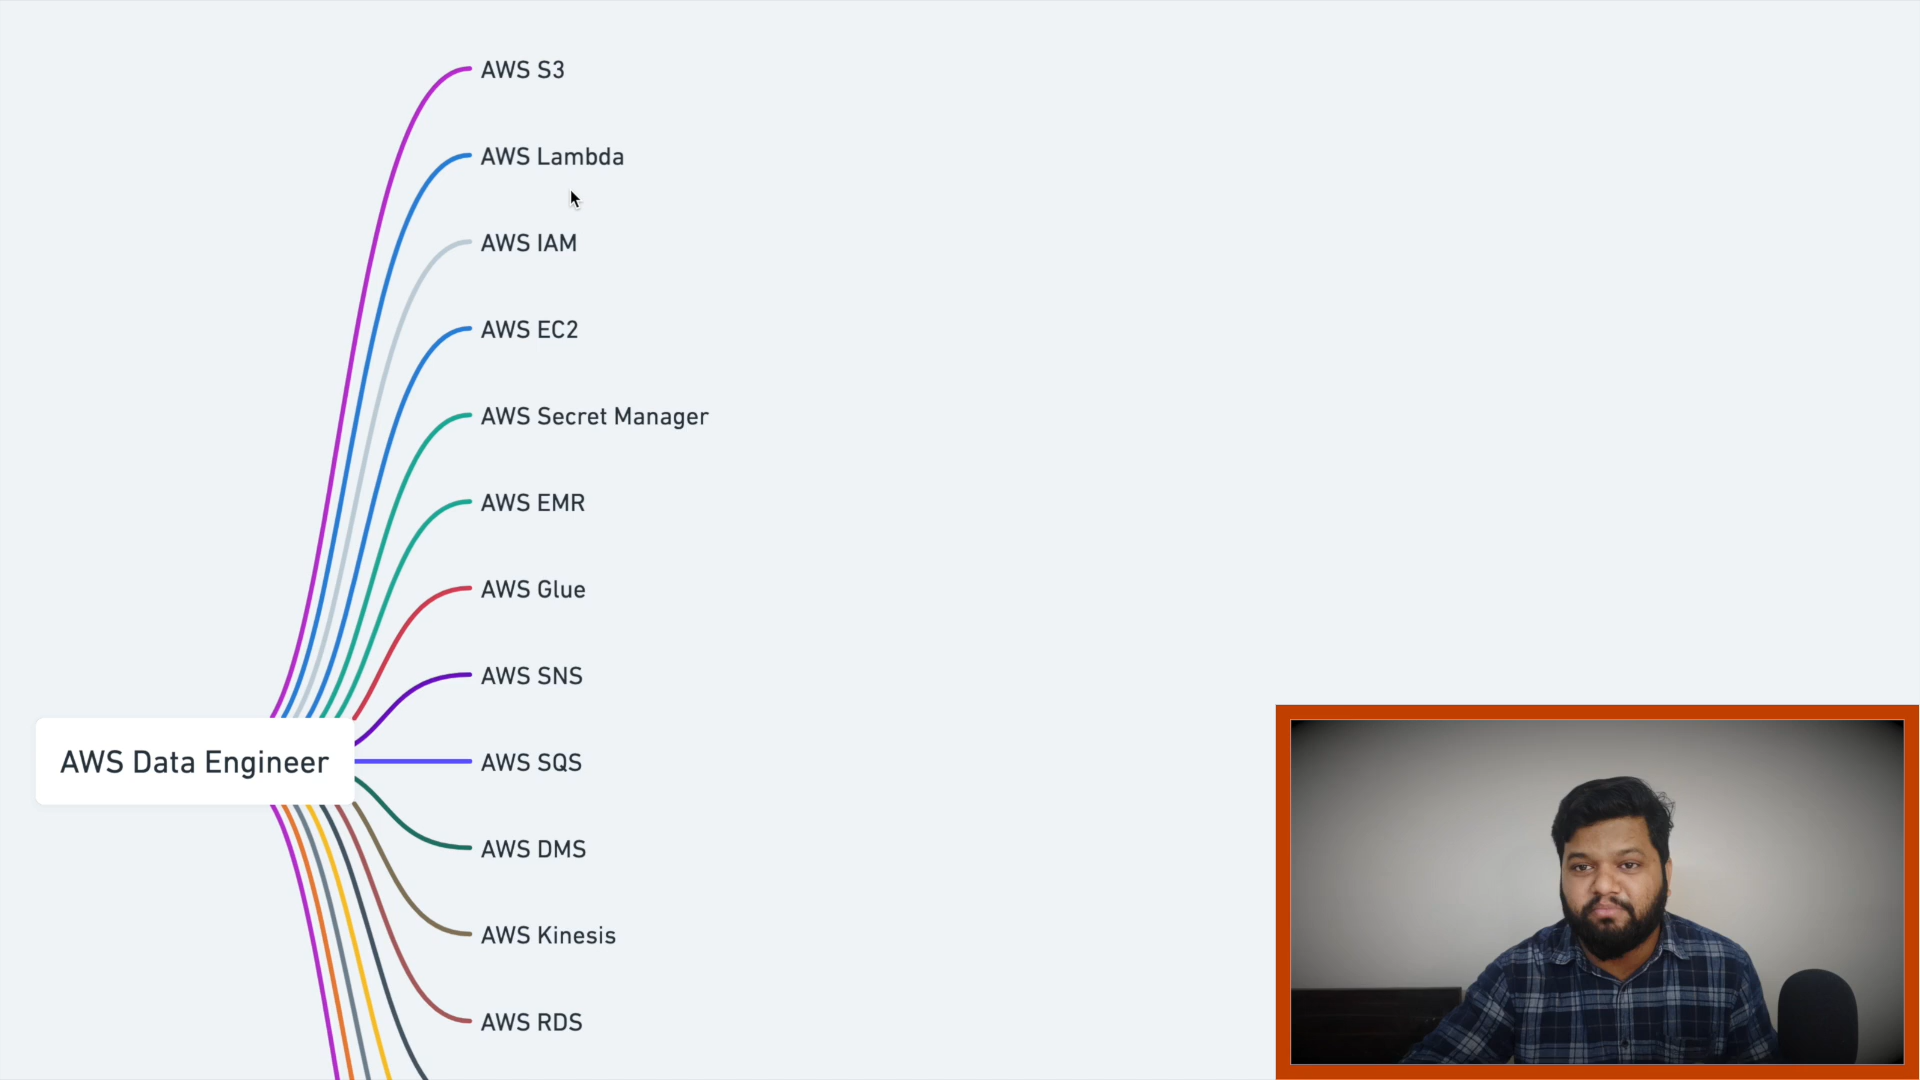 AWS S3
AWS Lambda
AWS IAM
AWS EC2
AWS Secret Manager
AWS EMR
AWS Glue
AWS SNS
AWS Data Engineer
AWS SQS
AWS DMS
AWS Kinesis
AWS RDS